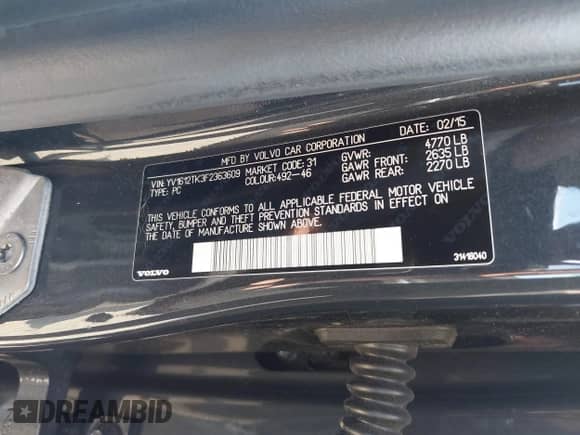 MFD BY VOLVO CAR CORPORATION DATE: 02/15
VIN: YV1612TK3F2363609 MARKET CODE: 31 GVWR: 4770 LB
TYPE: PC COLOUR: 492-46 GAWR FRONT: 2635 LB
GAWR REAR: 2270 LB
THIS VEHICLE CONFORMS TO ALL APPLICABLE FEDERAL MOTOR VEHICLE
SAFETY, BUMPER AND THEFT PREVENTION STANDARDS IN EFFECT ON
THE DATE OF MANUFACTURE SHOWN ABOVE.
VOLVO 31418040
DREAMBID